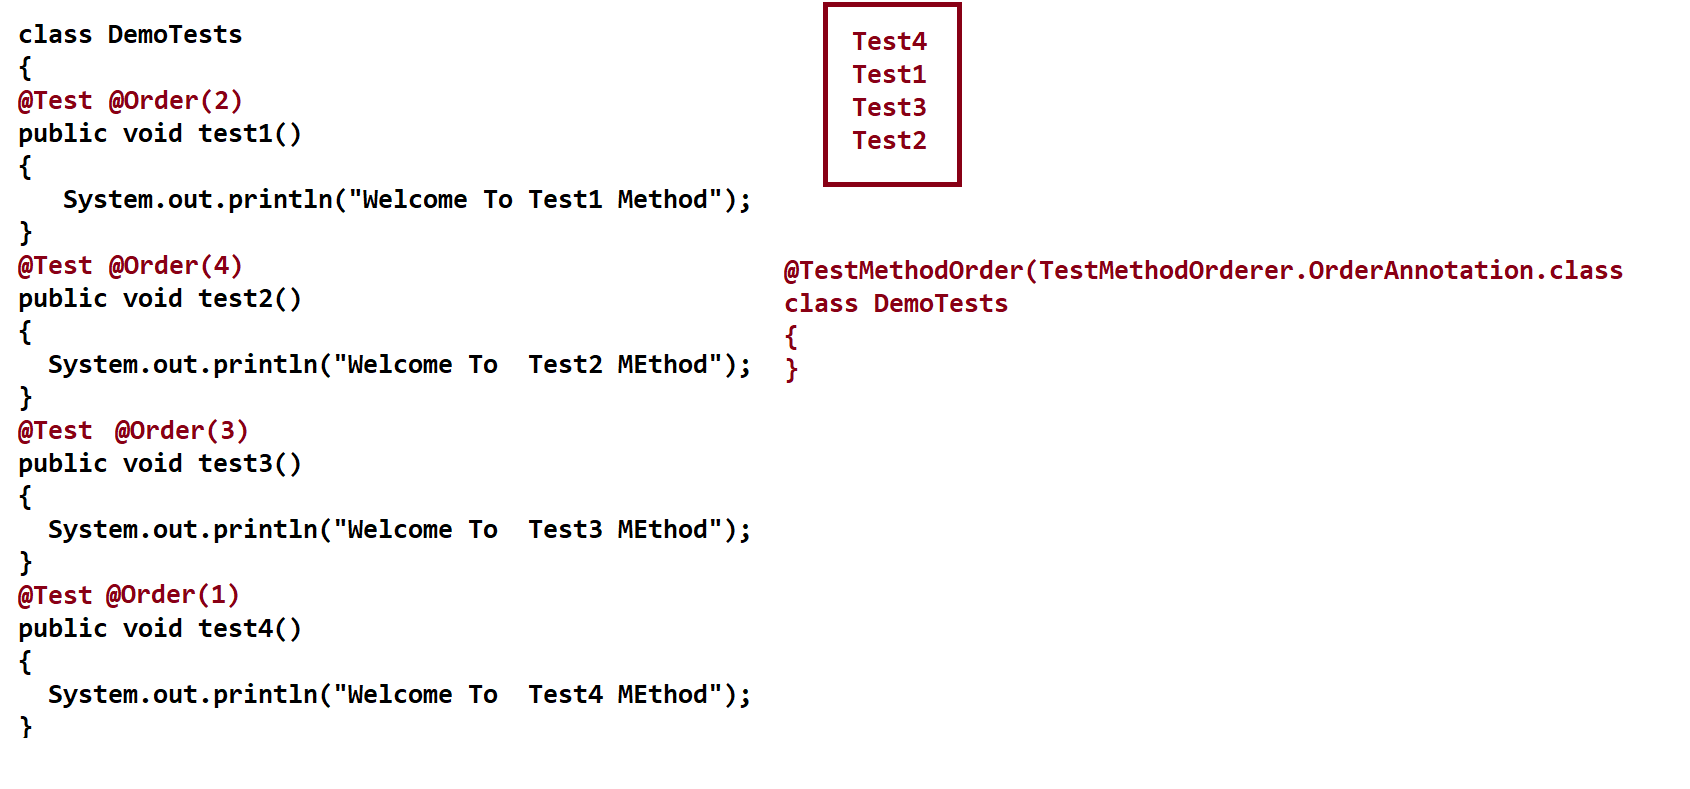 class DemoTests
{
@Test @Order(2)
public void test1()
{
   System.out.println("Welcome To Test1 Method");
}
@Test @Order(4)
public void test2()
{
  System.out.println("Welcome To  Test2 MEthod");
}
@Test @Order(3)
public void test3()
{
  System.out.println("Welcome To  Test3 MEthod");
}
@Test @Order(1)
public void test4()
{
  System.out.println("Welcome To  Test4 MEthod");
}
Test4
Test1
Test3
Test2
@TestMethodOrder(TestMethodOrderer.OrderAnnotation.class
class DemoTests
{
}